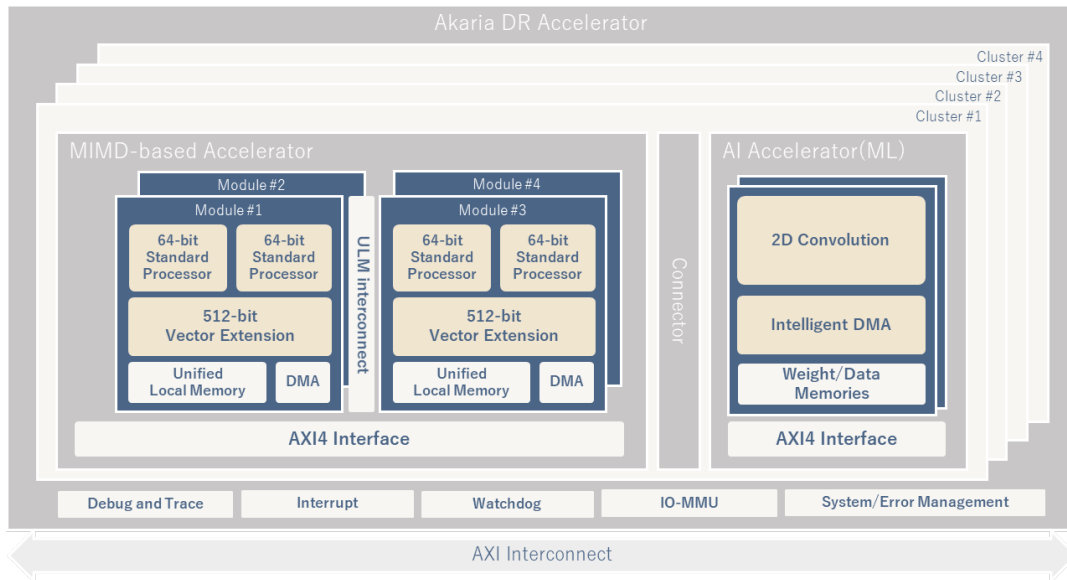 Akaria DR Accelerator
Cluster #4
Cluster #3
Cluster #2
Cluster #1
MIMD-based Accelerator
Module #2
Module #1
64-bit
Standard
Processor
64-bit
Standard
Processor
512-bit
Vector Extension
Unified
Local Memory
DMA
ULM interconnect
Module #4
Module #3
64-bit
Standard
Processor
64-bit
Standard
Processor
512-bit
Vector Extension
Unified
Local Memory
DMA
AXI4 Interface
Connector
AI Accelerator(ML)
2D Convolution
Intelligent DMA
Weight/Data
Memories
AXI4 Interface
Debug and Trace
Interrupt
Watchdog
IO-MMU
System/Error Management
AXI Interconnect